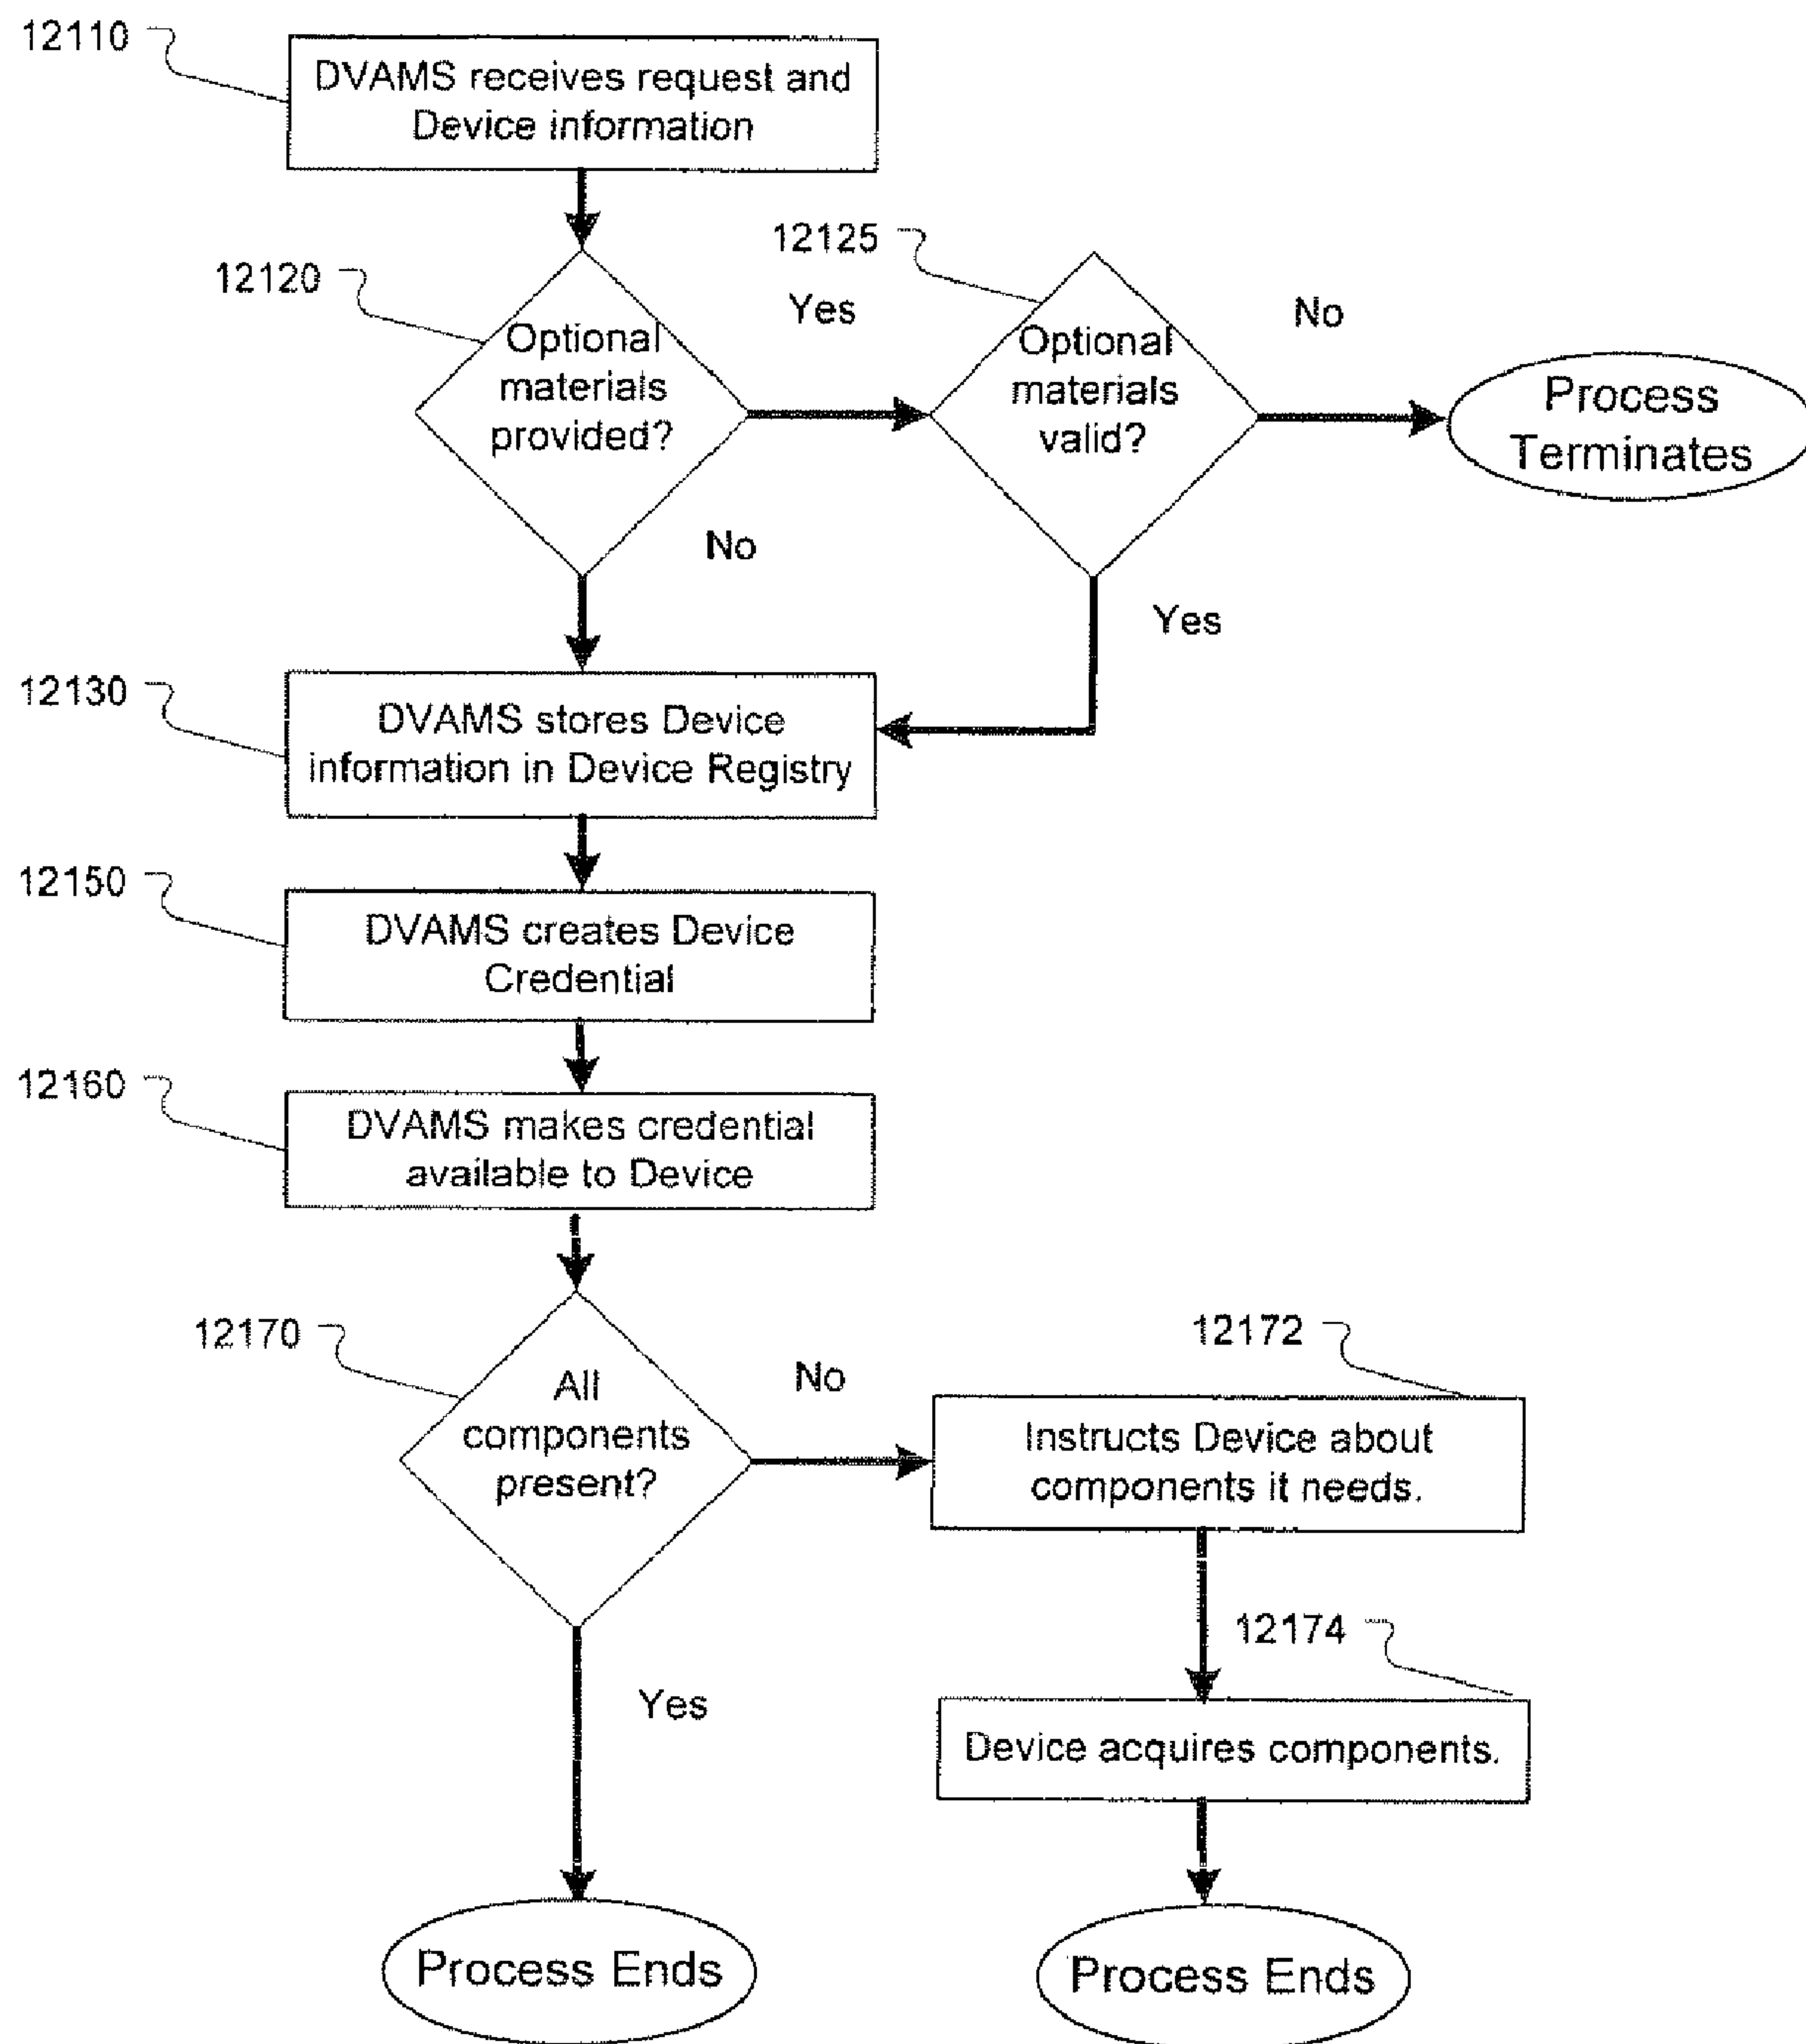 12110
DVAMS receives request and
Device information
12120
Optional
materials
provided?
Yes
12125
Optional
materials
valid?
No
Process
Terminates
No
Yes
12130
DVAMS stores Device
information in Device Registry
12150
DVAMS creates Device
Credential
12160
DVAMS makes credential
available to Device
12170
All
components
present?
No
12172
Instructs Device about
components it needs.
12174
Device acquires components.
Yes
Process Ends
Process Ends